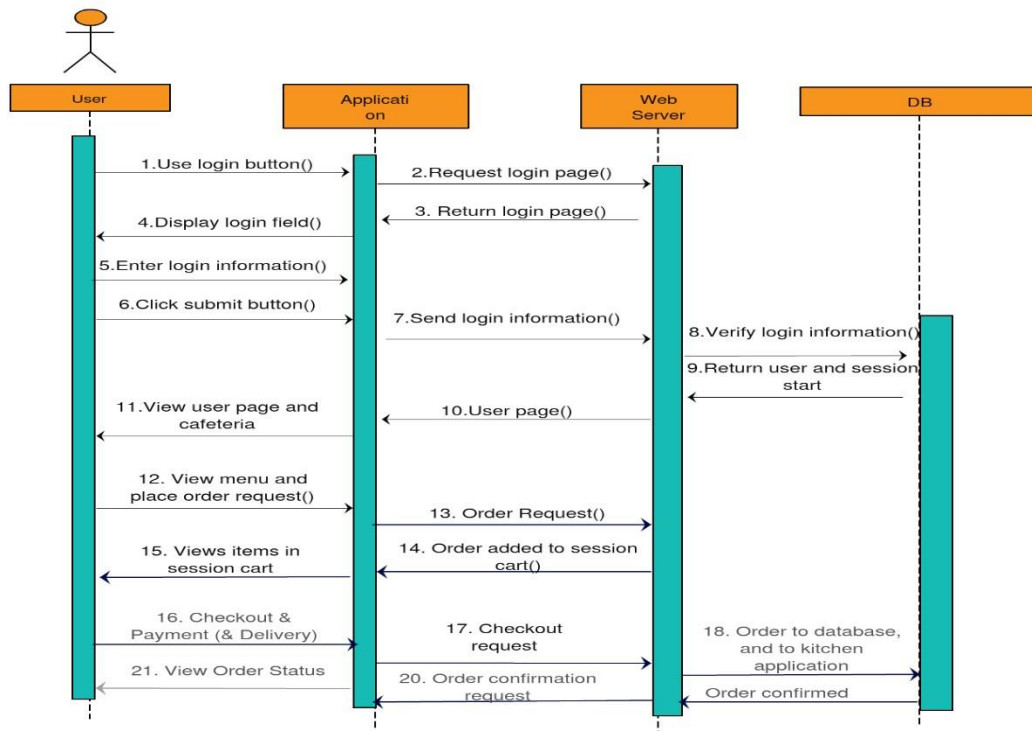 User
Applicati
on
Web
Server
DB
1.Use login button()
2.Request login page()
3. Return login page()
4.Display login field()
5.Enter login information()
6.Click submit button()
7.Send login information()
8.Verify login information()
9.Return user and session
start
10.User page()
11.View user page and
cafeteria
12. View menu and
place order request()
13. Order Request()
14. Order added to session
cart()
15. Views items in
session cart
16. Checkout &
Payment (& Delivery)
17. Checkout
request
18. Order to database,
and to kitchen
application
Order confirmed
20. Order confirmation
request
21. View Order Status